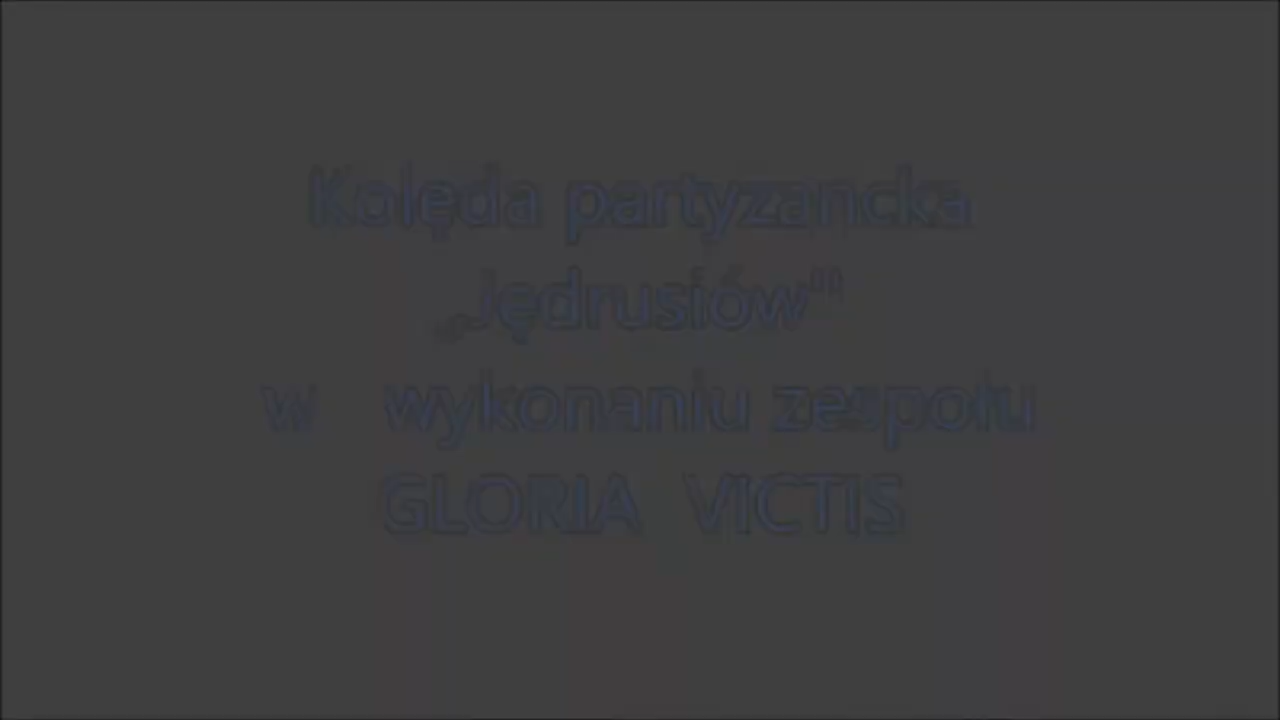 Kolęda partyzancka
„Jędrusiów"
w wykonaniu zespołu
GLORIA VICTIS